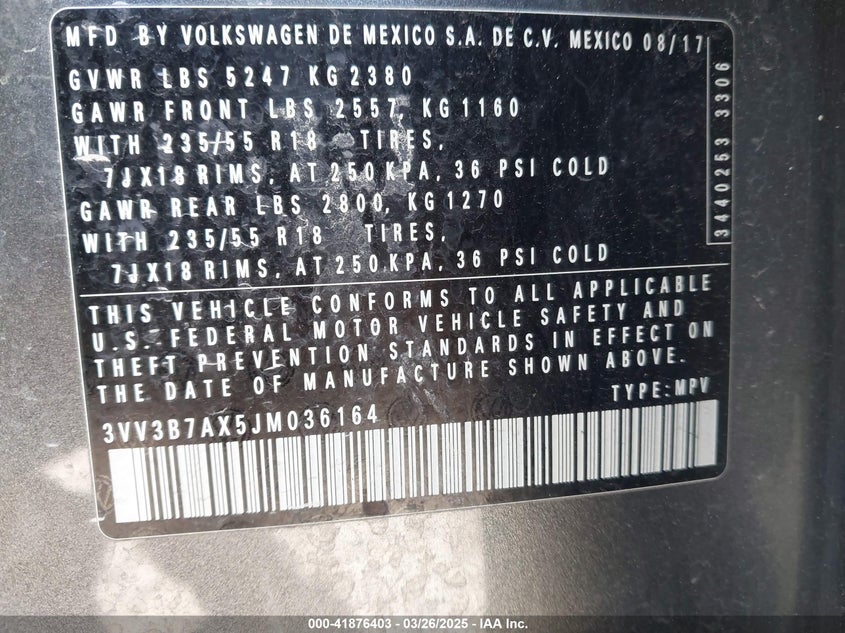 MFD BY VOLKSWAGEN DE MEXICO S.A. DE C.V. MEXICO 08/17
GVWR LBS 5247 KG 2380
GAWR FRONT LBS 2557, KG 1160
WITH 235/55 R18 TIRES,
7JX18 RIMS, AT 250 KPA, 36 PSI COLD
GAWR REAR LBS 2800, KG 1270
WITH 235/55 R18 TIRES,
7JX18 RIMS, AT 250 KPA, 36 PSI COLD
3440253 3306
THIS VEHICLE CONFORMS TO ALL APPLICABLE
U.S. FEDERAL MOTOR VEHICLE SAFETY AND
THEFT PREVENTION STANDARDS IN EFFECT ON
THE DATE OF MANUFACTURE SHOWN ABOVE.
TYPE: MPV
3VV3B7AX5JM036164
000-41876403 — 03/26/2025 — IAA Inc.